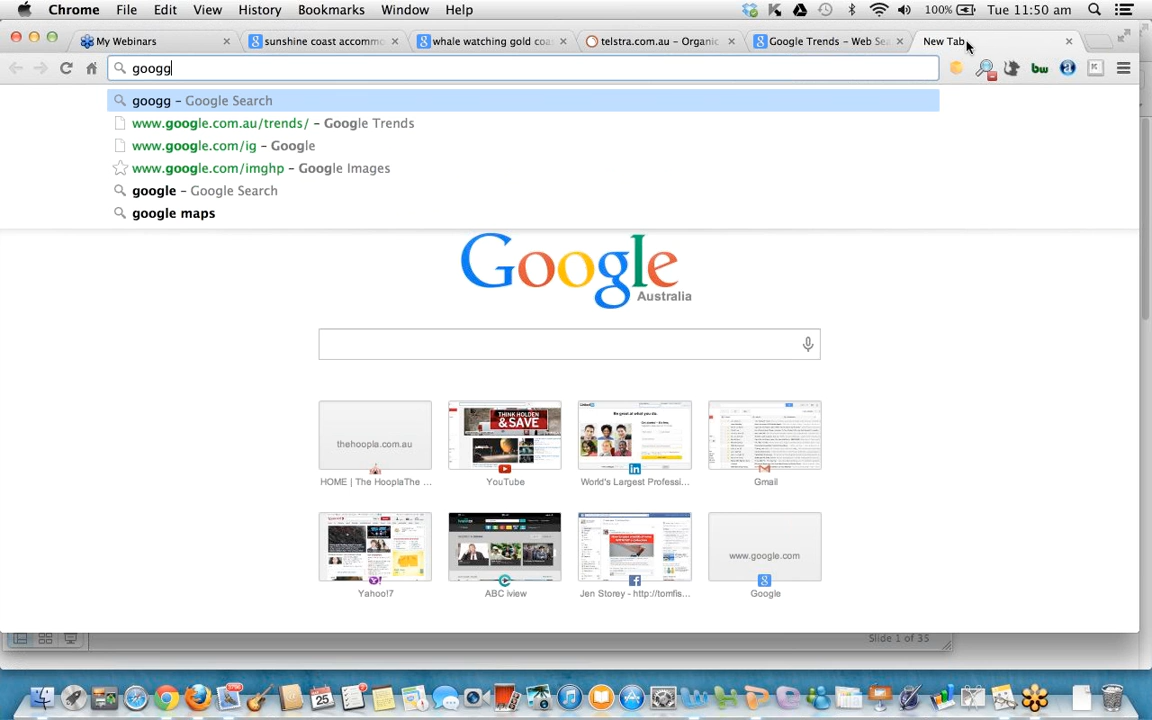 Chrome File Edit View History Bookmarks Window Help 100% Tue 11:50 am
My Webinars sunshine coast accommo whale watching gold coa telstra.com.au - Organic Google Trends - Web Sea New Tab
googg
bw
googg - Google Search
www.google.com.au/trends/ - Google Trends
www.google.com/ig - Google
www.google.com/imghp - Google Images
google - Google Search
google maps
Google
Australia
THINK HOLDEN
& SAVE
thehoopla.com.au
HOME | The HooplaThe ... YouTube World's Largest Professi... Gmail
www.google.com
Yahoo!7 ABC iview Jen Storey - http://tomfis... Google
Slide 1 of 35